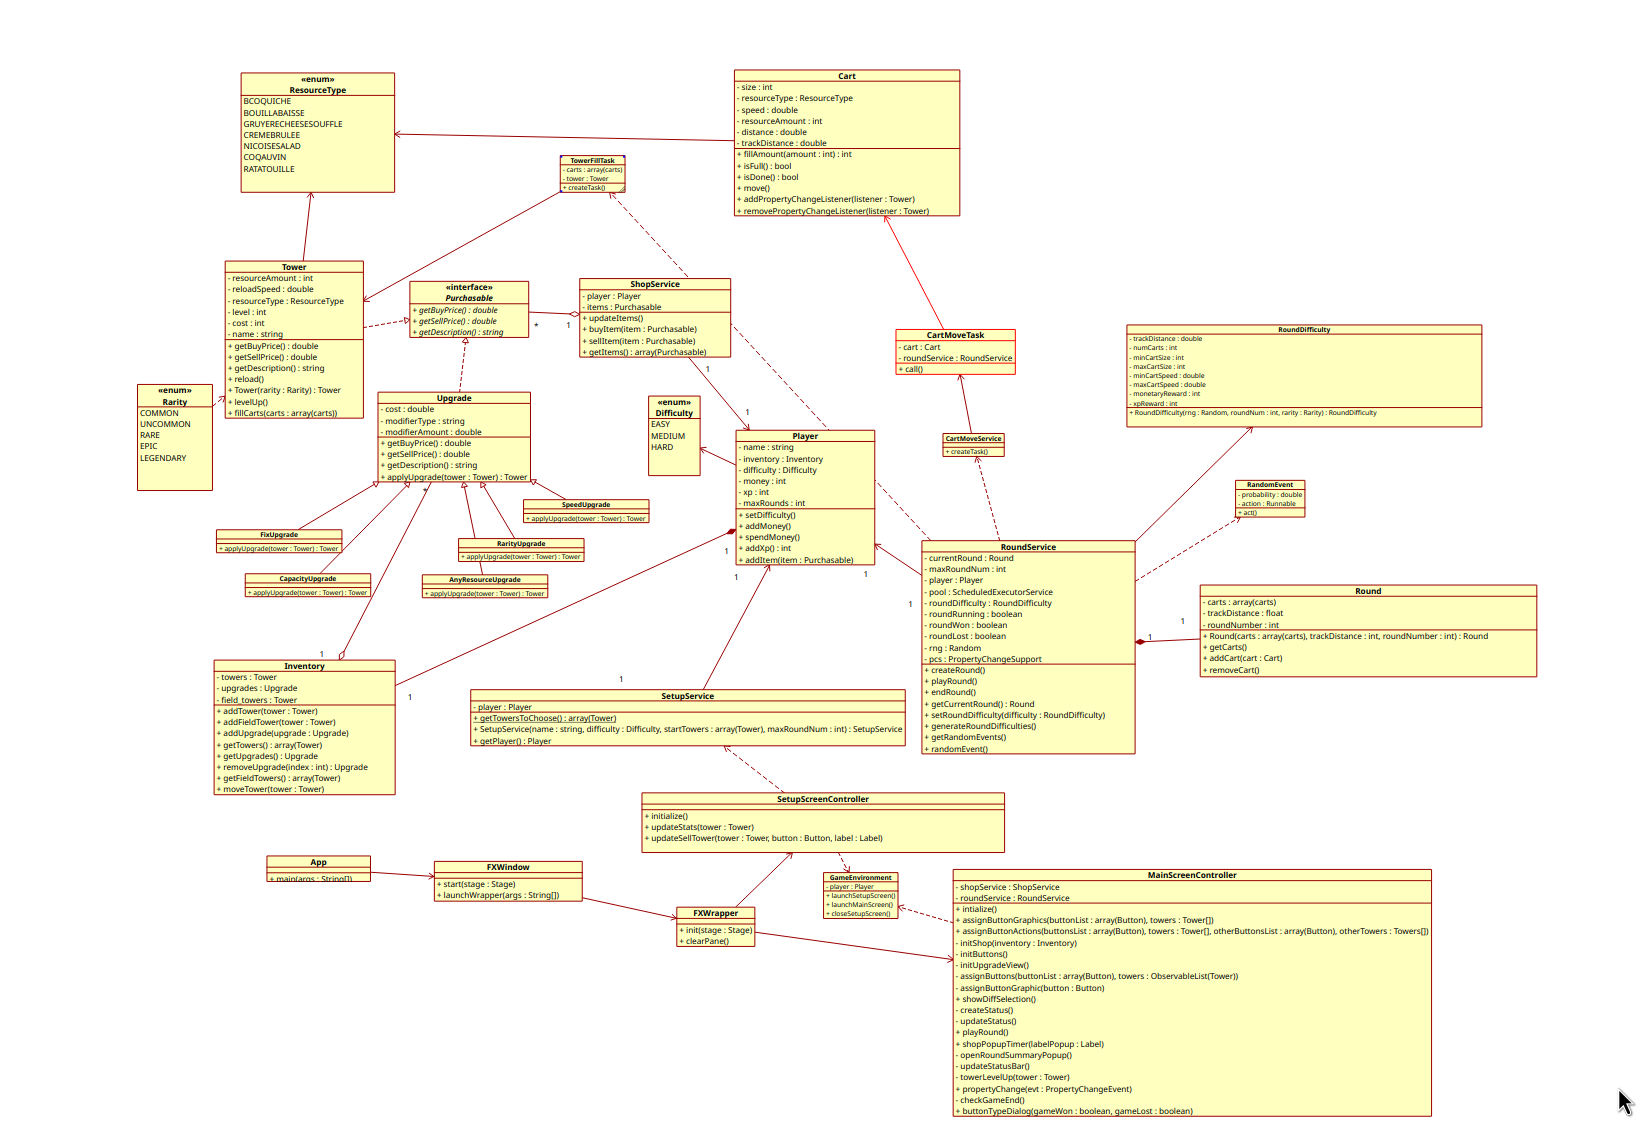 «enum»
ResourceType
BCOQUICHE
BOUILLABAISSE
GRUYERECHEESESOUFFLE
CREMEBRULEE
NICOISESALAD
COQAUVIN
RATATOUILLE
Cart
- size : int
- resourceType : ResourceType
- speed : double
- resourceAmount : int
- distance : double
- trackDistance : double
+ fillAmount(amount : int) : int
+ isFull() : bool
+ isDone() : bool
+ move()
+ addPropertyChangeListener(listener : Tower)
+ removePropertyChangeListener(listener : Tower)
TowerFillTask
- carts : array(carts)
- tower : Tower
+ createTask()
Tower
- resourceAmount : int
- reloadSpeed : double
- resourceType : ResourceType
- level : int
- cost : int
- name : string
+ getBuyPrice() : double
+ getSellPrice() : double
+ getDescription() : string
+ reload()
+ Tower(rarity : Rarity) : Tower
+ levelUp()
+ fillCarts(carts : array(carts))
«interface»
Purchasable
+ getBuyPrice() : double
+ getSellPrice() : double
+ getDescription() : string
*
1
ShopService
- player : Player
- items : Purchasable
+ updateItems()
+ buyItem(item : Purchasable)
+ sellItem(item : Purchasable)
+ getItems() : array(Purchasable)
1
1
CartMoveTask
- cart : Cart
- roundService : RoundService
+ call()
RoundDifficulty
- trackDistance : double
- numCarts : int
- minCartSize : int
- maxCartSize : int
- minCartSpeed : double
- maxCartSpeed : double
- monetaryReward : int
- xpReward : int
+ RoundDifficulty(rng : Random, roundNum : int, rarity : Rarity) : RoundDifficulty
«enum»
Rarity
COMMON
UNCOMMON
RARE
EPIC
LEGENDARY
Upgrade
- cost : double
- modifierType : string
- modifierAmount : double
+ getBuyPrice() : double
+ getSellPrice() : double
+ getDescription() : string
+ applyUpgrade(tower : Tower) : Tower
*
«enum»
Difficulty
EASY
MEDIUM
HARD
Player
- name : string
- inventory : Inventory
- difficulty : Difficulty
- money : int
- xp : int
- maxRounds : int
+ setDifficulty()
+ addMoney()
+ spendMoney()
+ addXp() : int
+ addItem(item : Purchasable)
1
1
1
1
CartMoveService
+ createTask()
RandomEvent
- probability : double
- action : Runnable
+ act()
SpeedUpgrade
+ applyUpgrade(tower : Tower) : Tower
FixUpgrade
+ applyUpgrade(tower : Tower) : Tower
RarityUpgrade
+ applyUpgrade(tower : Tower) : Tower
CapacityUpgrade
+ applyUpgrade(tower : Tower) : Tower
AnyResourceUpgrade
+ applyUpgrade(tower : Tower) : Tower
RoundService
- currentRound : Round
- maxRoundNum : int
- player : Player
- pool : ScheduledExecutorService
- roundDifficulty : RoundDifficulty
- roundRunning : boolean
- roundWon : boolean
- roundLost : boolean
- rng : Random
- pcs : PropertyChangeSupport
+ createRound()
+ playRound()
+ endRound()
+ getCurrentRound() : Round
+ setRoundDifficulty(difficulty : RoundDifficulty)
+ generateRoundDifficulties()
+ getRandomEvents()
+ randomEvent()
1
1
Round
- carts : array(carts)
- trackDistance : float
- roundNumber : int
+ Round(carts : array(carts), trackDistance : int, roundNumber : int) : Round
+ getCarts()
+ addCart(cart : Cart)
+ removeCart()
1
Inventory
- towers : Tower
- upgrades : Upgrade
- field_towers : Tower
+ addTower(tower : Tower)
+ addFieldTower(tower : Tower)
+ addUpgrade(upgrade : Upgrade)
+ getTowers() : array(Tower)
+ getUpgrades() : Upgrade
+ removeUpgrade(index : int) : Upgrade
+ getFieldTowers() : array(Tower)
+ moveTower(tower : Tower)
1
1
SetupService
- player : Player
+ getTowersToChoose() : array(Tower)
+ SetupService(name : string, difficulty : Difficulty, startTowers : array(Tower), maxRoundNum : int) : SetupService
+ getPlayer() : Player
SetupScreenController
+ initialize()
+ updateStats(tower : Tower)
+ updateSellTower(tower : Tower, button : Button, label : Label)
App
+ main(args : String[])
FXWindow
+ start(stage : Stage)
+ launchWrapper(args : String[])
FXWrapper
+ init(stage : Stage)
+ clearPane()
GameEnvironment
- player : Player
+ launchSetupScreen()
+ launchMainScreen()
+ closeSetupScreen()
MainScreenController
- shopService : ShopService
- roundService : RoundService
+ intialize()
+ assignButtonGraphics(buttonList : array(Button), towers : Tower[])
+ assignButtonActions(buttonsList : array(Button), towers : Tower[], otherButtonsList : array(Button), otherTowers : Towers[])
- initShop(inventory : Inventory)
- initButtons()
- initUpgradeView()
- assignButtons(buttonList : array(Button), towers : ObservableList(Tower))
- assignButtonGraphic(button : Button)
+ showDiffSelection()
- createStatus()
- updateStatus()
+ playRound()
+ shopPopupTimer(labelPopup : Label)
- openRoundSummaryPopup()
- updateStatusBar()
- towerLevelUp(tower : Tower)
+ propertyChange(evt : PropertyChangeEvent)
- checkGameEnd()
+ buttonTypeDialog(gameWon : boolean, gameLost : boolean)